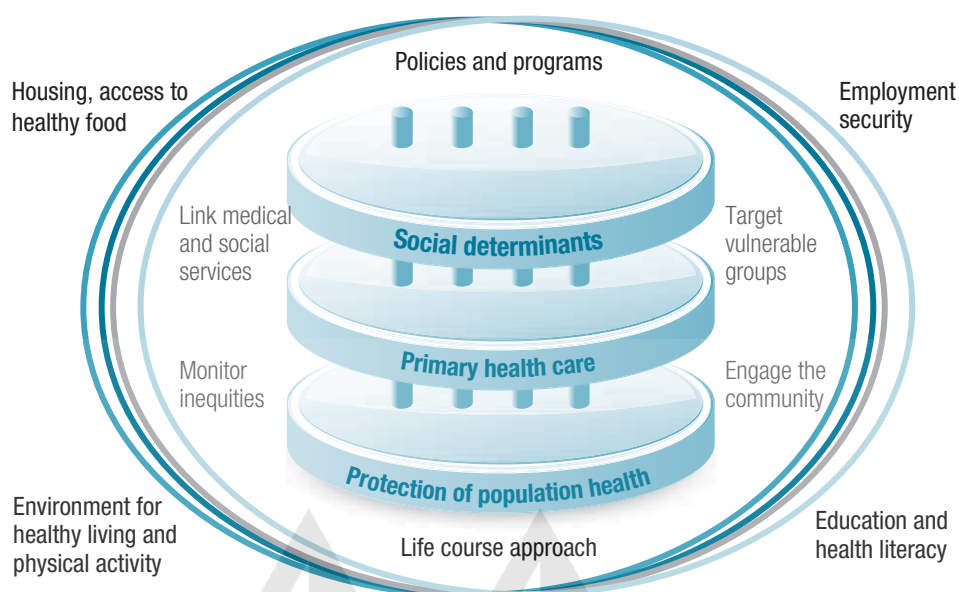 Policies and programs
Housing, access to
healthy food
Employment
security
Link medical
and social
services
Target
vulnerable
groups
Social determinants
Primary health care
Monitor
inequities
Engage the
community
Protection of population health
Environment for
healthy living and
physical activity
Life course approach
Education and
health literacy